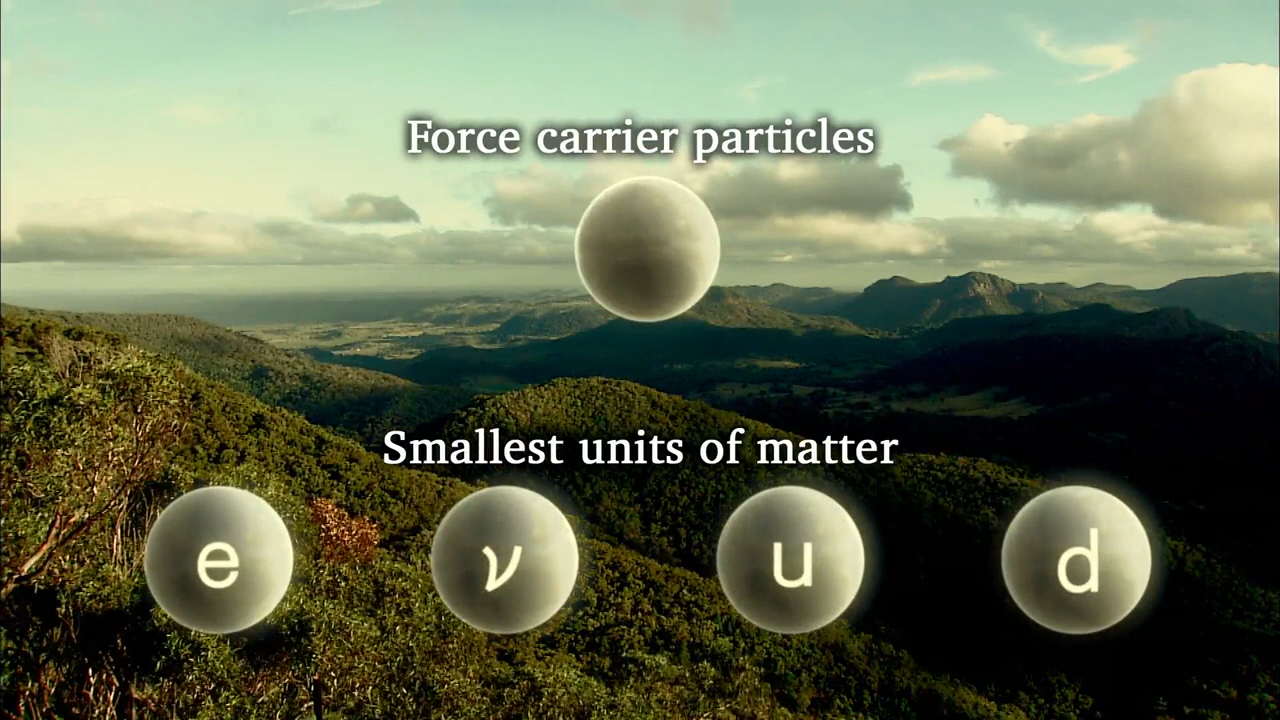 Force carrier particles
Smallest units of matter
e ν u d